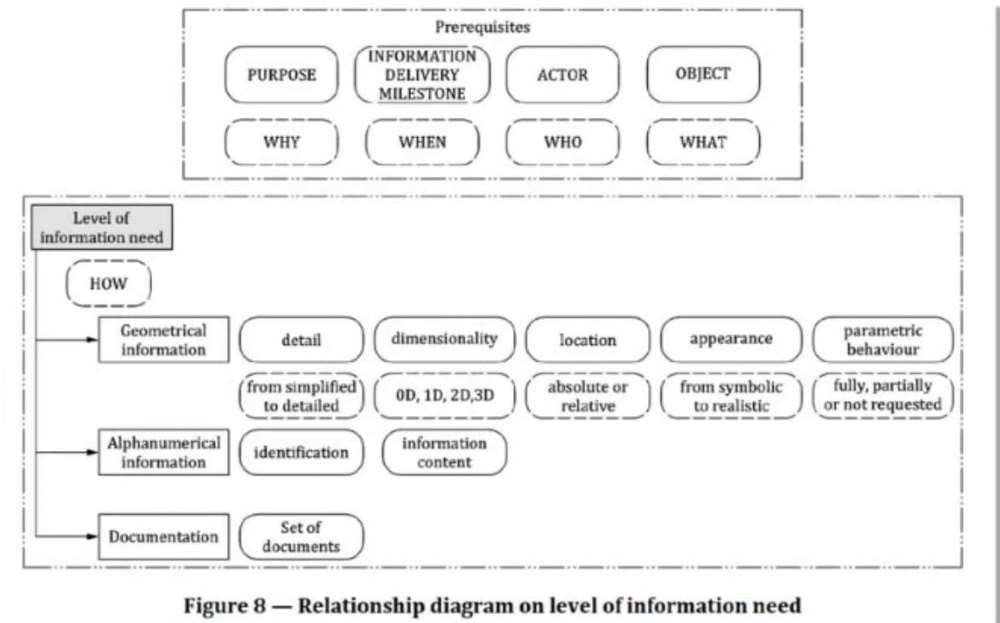 Prerequisites
PURPOSE
INFORMATION
DELIVERY
MILESTONE
ACTOR
OBJECT
WHY
WHEN
WHO
WHAT
Level of
information need
HOW
Geometrical
information
detail
dimensionality
location
appearance
parametric
behaviour
from simplified
to detailed
0D, 1D, 2D,3D
absolute or
relative
from symbolic
to realistic
fully, partially
or not requested
Alphanumerical
information
identification
information
content
Documentation
Set of
documents
Figure 8 — Relationship diagram on level of information need